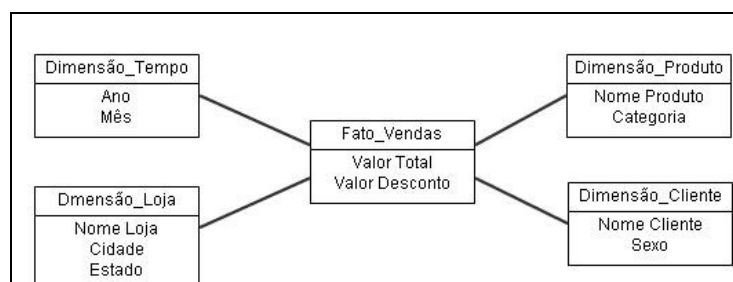 Dimensão_Tempo
Ano
Mês
Dmensão_Loja
Nome Loja
Cidade
Estado
Fato_Vendas
Valor Total
Valor Desconto
Dimensão_Produto
Nome Produto
Categoria
Dimensão_Cliente
Nome Cliente
Sexo